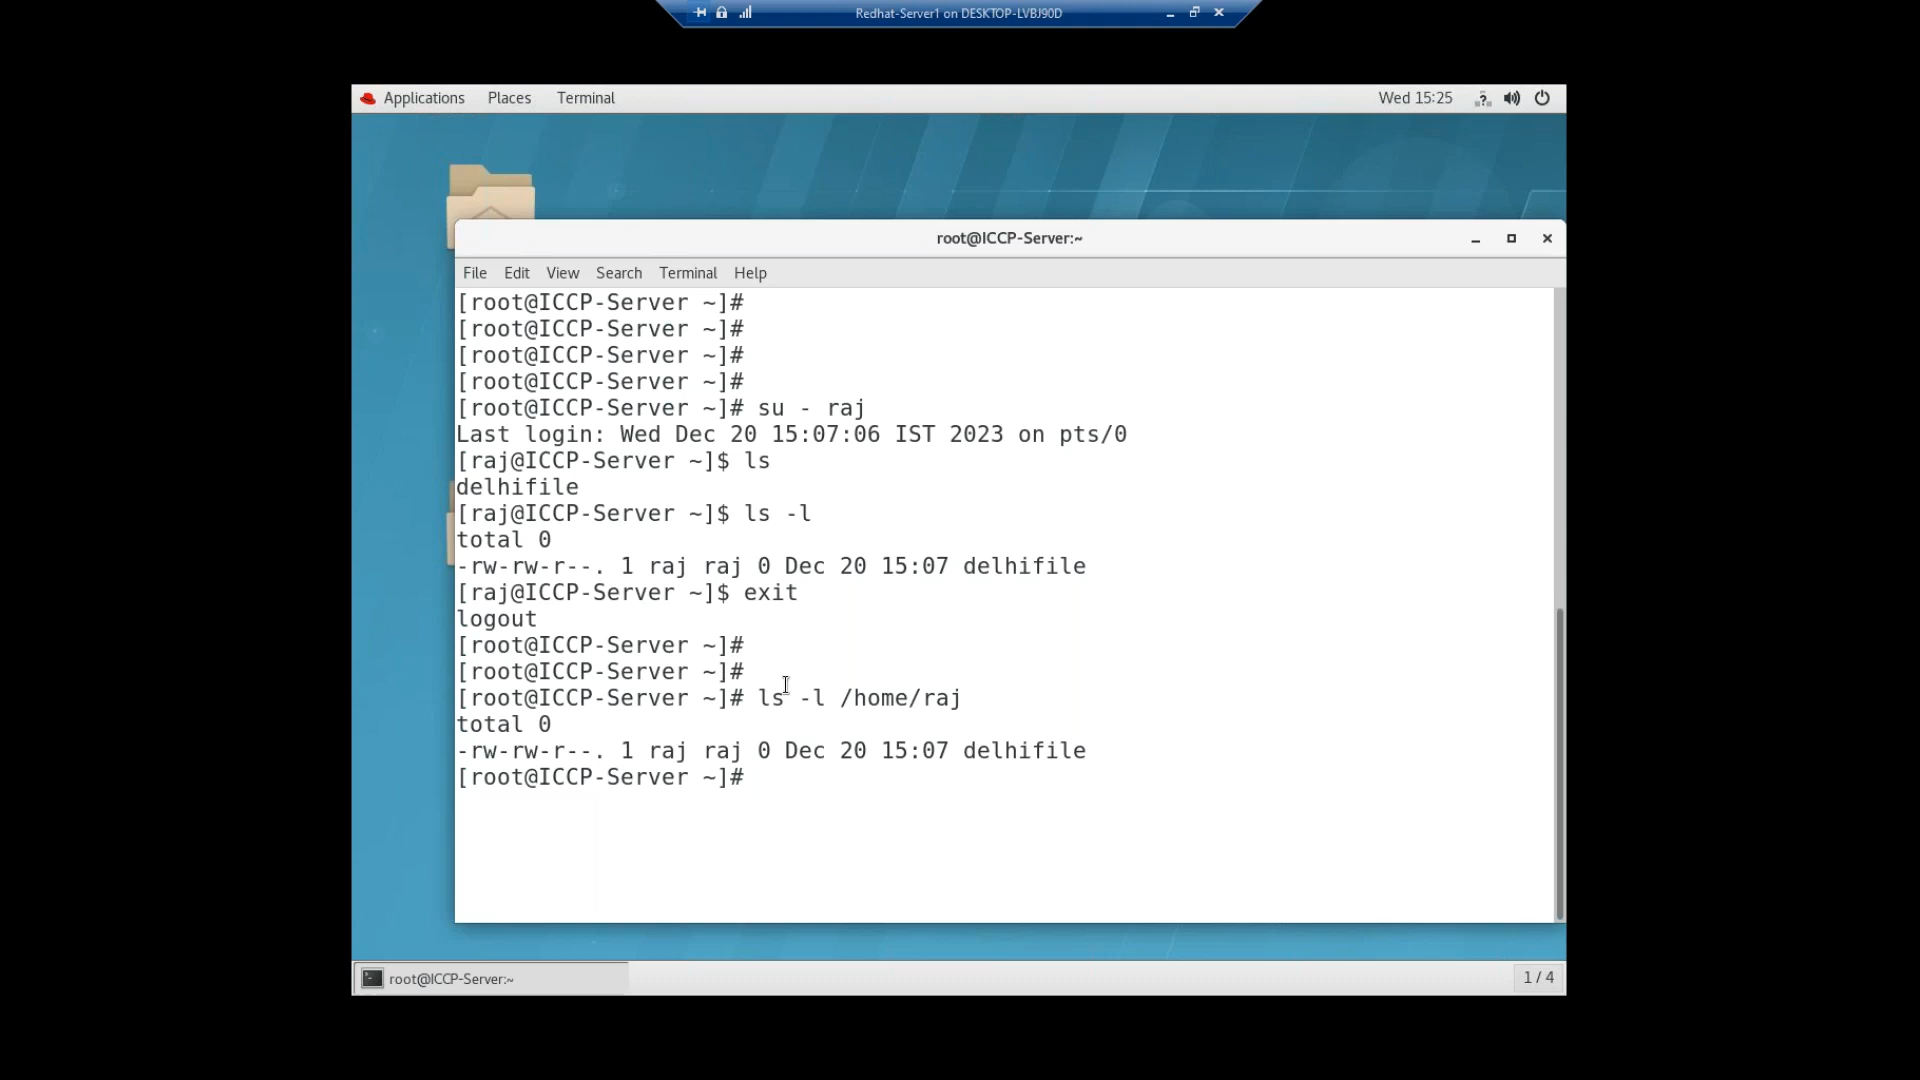 Redhat-Server1 on DESKTOP-LVBJ90D
Applications Places Terminal Wed 15:25
root@ICCP-Server:~
File Edit View Search Terminal Help
[root@ICCP-Server ~]#
[root@ICCP-Server ~]#
[root@ICCP-Server ~]#
[root@ICCP-Server ~]#
[root@ICCP-Server ~]# su - raj
Last login: Wed Dec 20 15:07:06 IST 2023 on pts/0
[raj@ICCP-Server ~]$ ls
delhifile
[raj@ICCP-Server ~]$ ls -l
total 0
-rw-rw-r--. 1 raj raj 0 Dec 20 15:07 delhifile
[raj@ICCP-Server ~]$ exit
logout
[root@ICCP-Server ~]#
[root@ICCP-Server ~]#
[root@ICCP-Server ~]# ls -l /home/raj
total 0
-rw-rw-r--. 1 raj raj 0 Dec 20 15:07 delhifile
[root@ICCP-Server ~]#
root@ICCP-Server:~
1 / 4